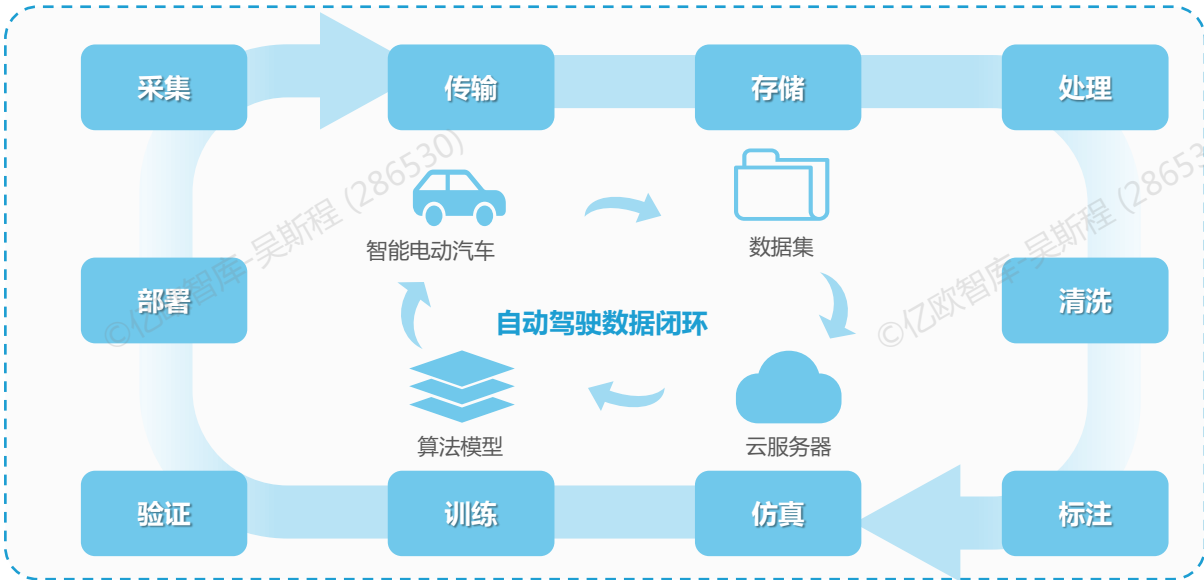 采集
传输
存储
处理
智能电动汽车
数据集
部署
清洗
自动驾驶数据闭环
算法模型
云服务器
验证
训练
仿真
标注
©亿欧智库-吴斯程 (286530)
©亿欧智库-吴斯程 (28653